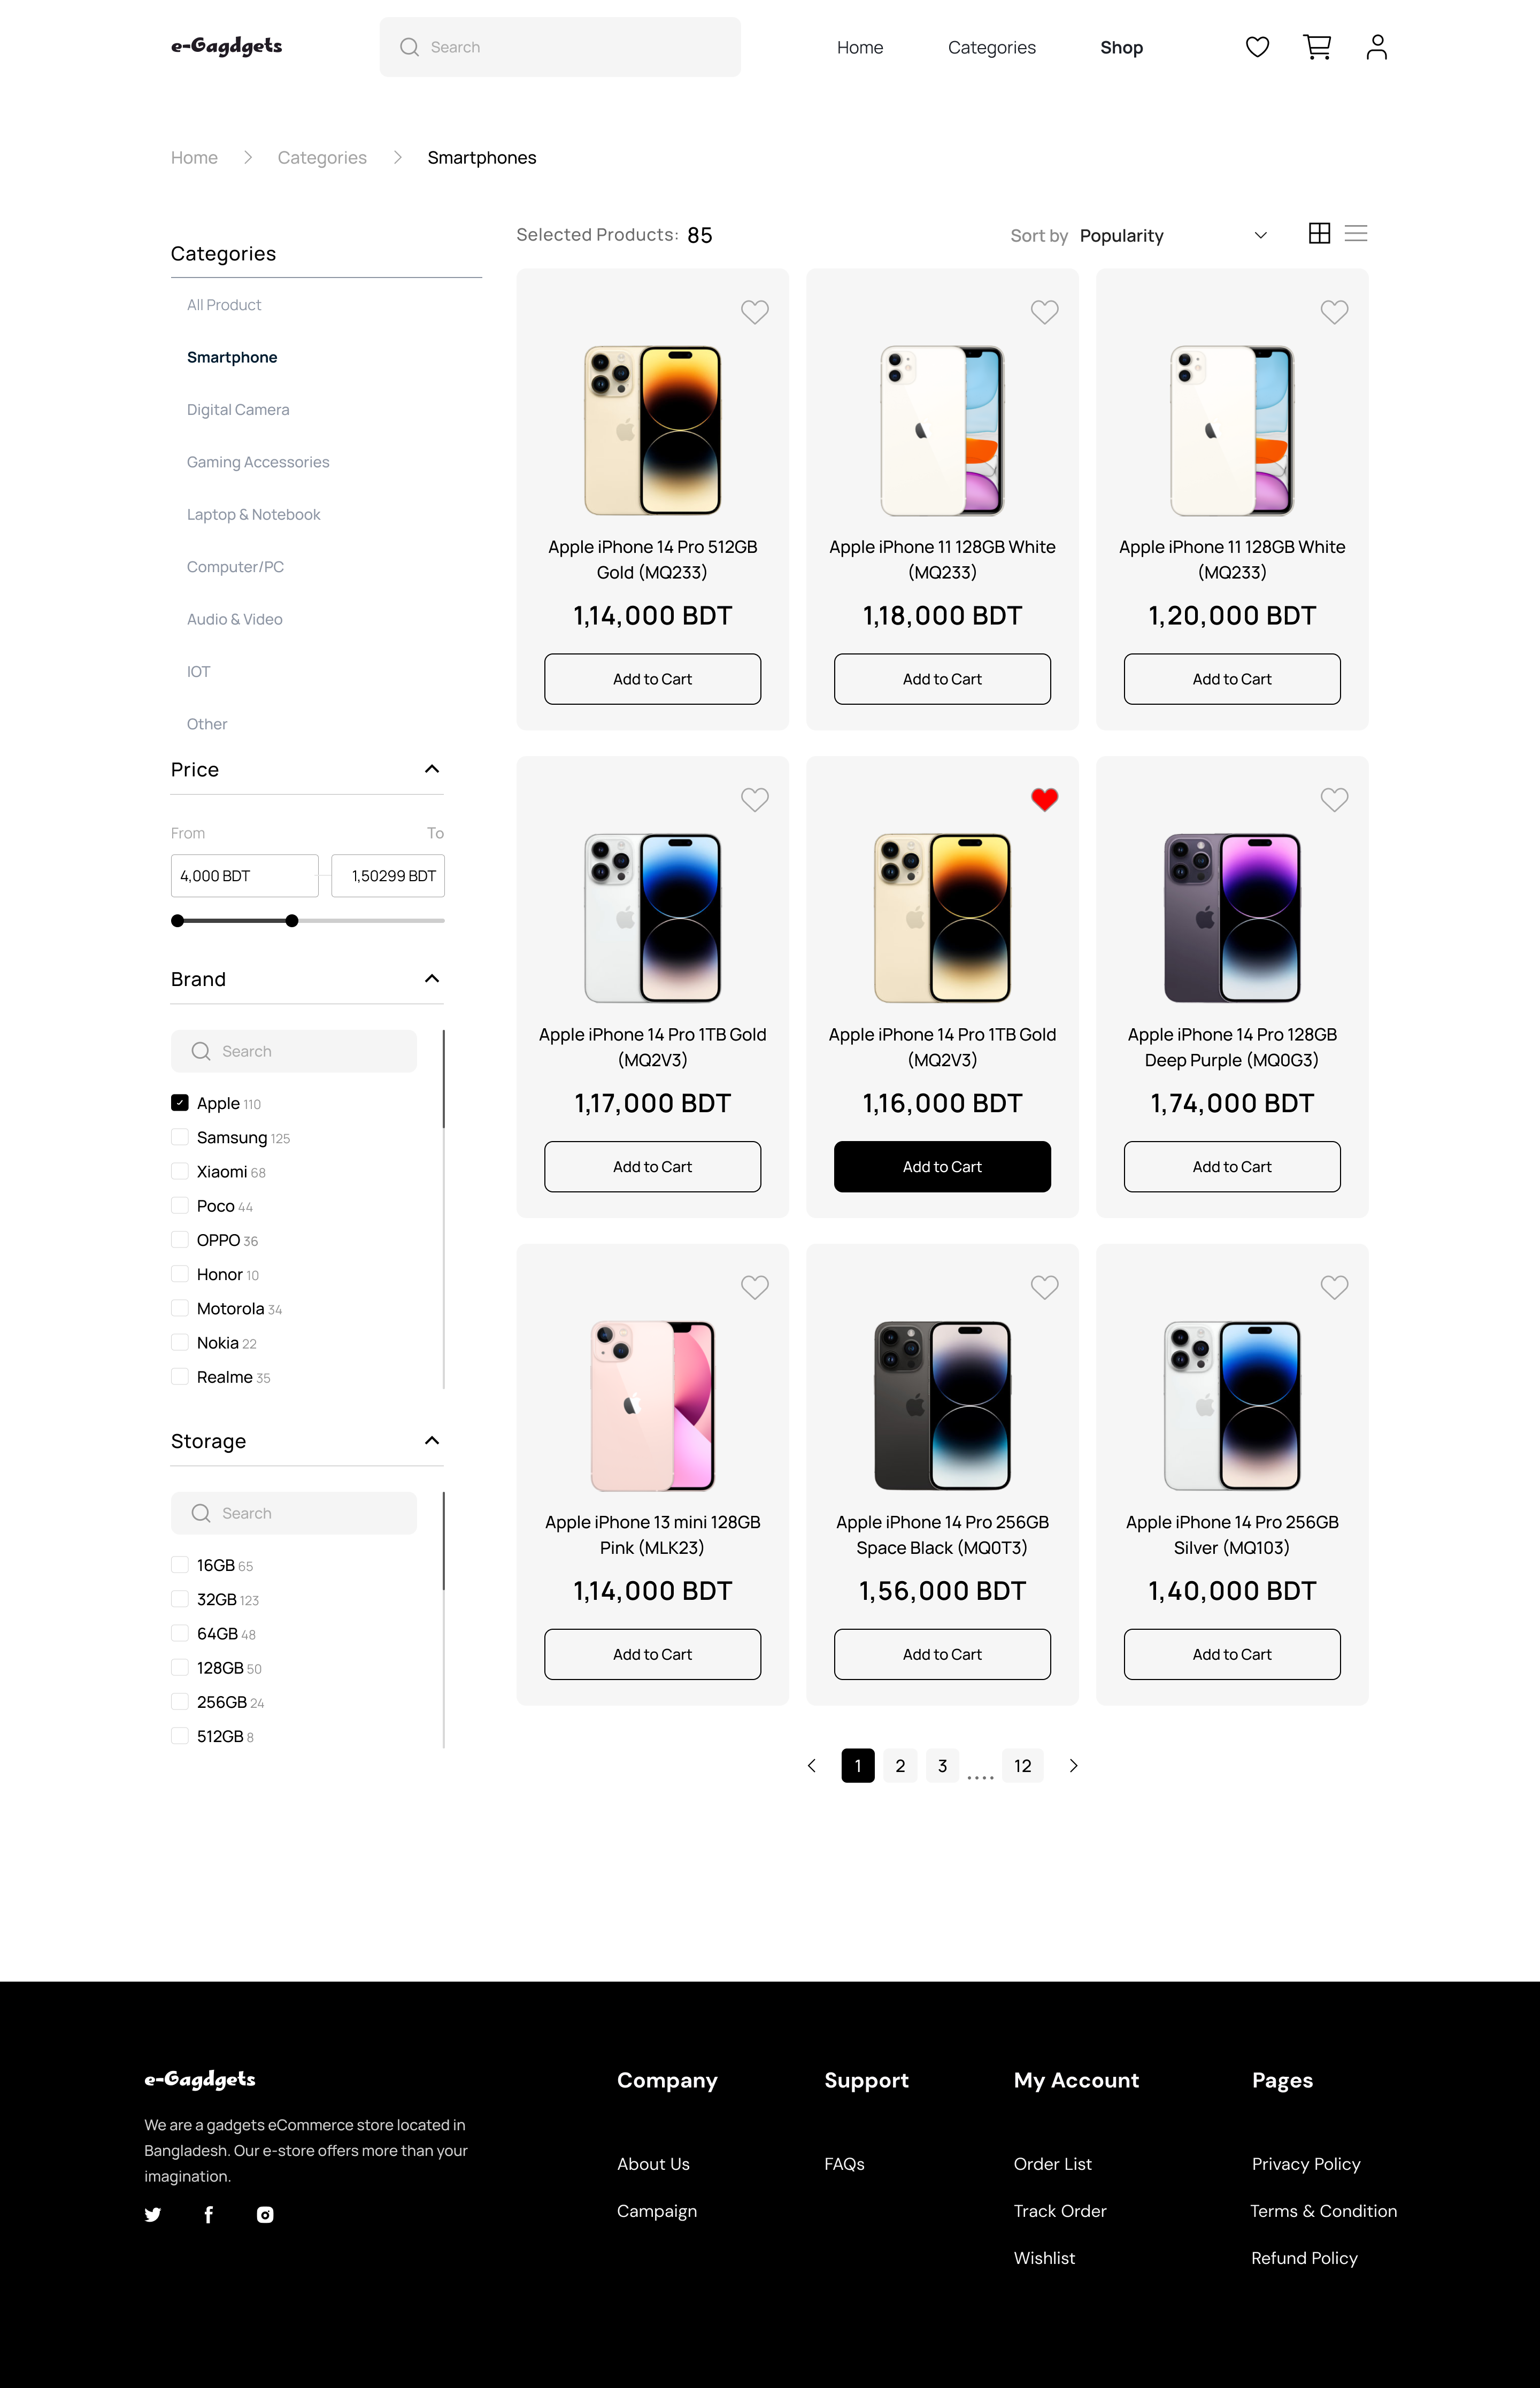 e-Gagdgets
Search
Home
Categories
Shop
Home
Categories
Smartphones
Categories
All Product
Smartphone
Digital Camera
Gaming Accessories
Laptop & Notebook
Computer/PC
Audio & Video
IOT
Other
Price
From
To
4,000 BDT
1,50299 BDT
Brand
Search
Apple 110
Samsung 125
Xiaomi 68
Poco 44
OPPO 36
Honor 10
Motorola 34
Nokia 22
Realme 35
Storage
Search
16GB 65
32GB 123
64GB 48
128GB 50
256GB 24
512GB 8
Selected Products: 85
Sort by Popularity
Apple iPhone 14 Pro 512GB
Gold (MQ233)
1,14,000 BDT
Add to Cart
Apple iPhone 11 128GB White
(MQ233)
1,18,000 BDT
Add to Cart
Apple iPhone 11 128GB White
(MQ233)
1,20,000 BDT
Add to Cart
Apple iPhone 14 Pro 1TB Gold
(MQ2V3)
1,17,000 BDT
Add to Cart
Apple iPhone 14 Pro 1TB Gold
(MQ2V3)
1,16,000 BDT
Add to Cart
Apple iPhone 14 Pro 128GB
Deep Purple (MQ0G3)
1,74,000 BDT
Add to Cart
Apple iPhone 13 mini 128GB
Pink (MLK23)
1,14,000 BDT
Add to Cart
Apple iPhone 14 Pro 256GB
Space Black (MQ0T3)
1,56,000 BDT
Add to Cart
Apple iPhone 14 Pro 256GB
Silver (MQ103)
1,40,000 BDT
Add to Cart
1 2 3 .... 12
e-Gagdgets
We are a gadgets eCommerce store located in
Bangladesh. Our e-store offers more than your
imagination.
Company
About Us
Campaign
Support
FAQs
My Account
Order List
Track Order
Wishlist
Pages
Privacy Policy
Terms & Condition
Refund Policy